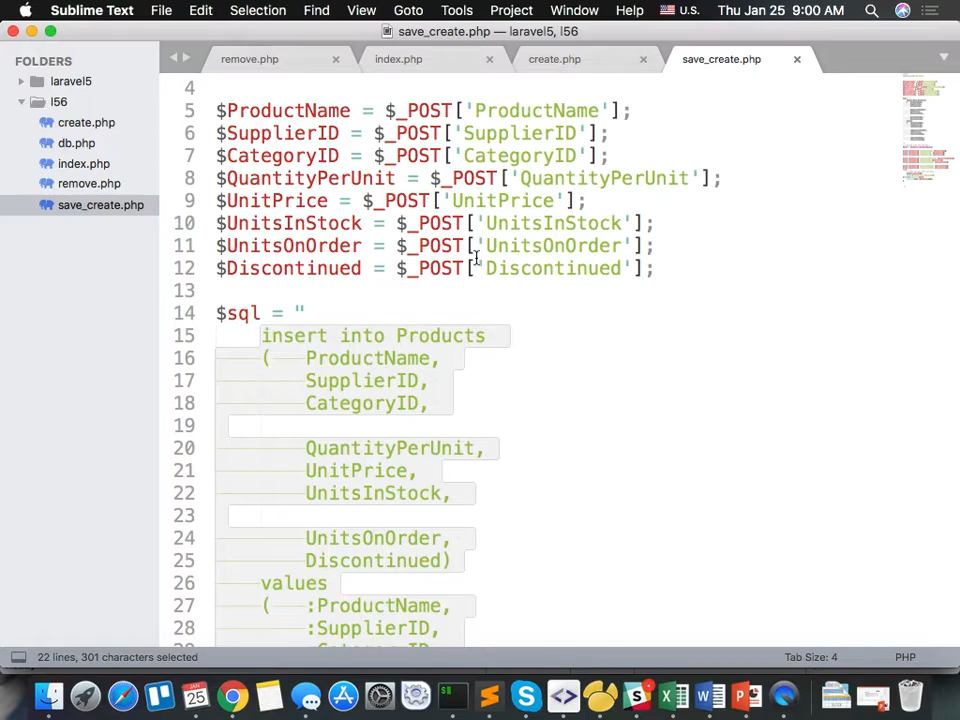 Sublime Text File Edit Selection Find View Goto Tools Project Window Help U.S. Thu Jan 25 9:00 AM
save_create.php — laravel5, l56
FOLDERS
laravel5
l56
create.php
db.php
index.php
remove.php
save_create.php
remove.php × index.php × create.php × save_create.php ×
4
5 $ProductName = $_POST['ProductName'];
6 $SupplierID = $_POST['SupplierID'];
7 $CategoryID = $_POST['CategoryID'];
8 $QuantityPerUnit = $_POST['QuantityPerUnit'];
9 $UnitPrice = $_POST['UnitPrice'];
10 $UnitsInStock = $_POST['UnitsInStock'];
11 $UnitsOnOrder = $_POST['UnitsOnOrder'];
12 $Discontinued = $_POST['Discontinued'];
13
14 $sql = "
15 insert into Products
16 ( ProductName,
17 SupplierID,
18 CategoryID,
19
20 QuantityPerUnit,
21 UnitPrice,
22 UnitsInStock,
23
24 UnitsOnOrder,
25 Discontinued)
26 values
27 ( :ProductName,
28 :SupplierID,
22 lines, 301 characters selected Tab Size: 4 PHP
JAN
25